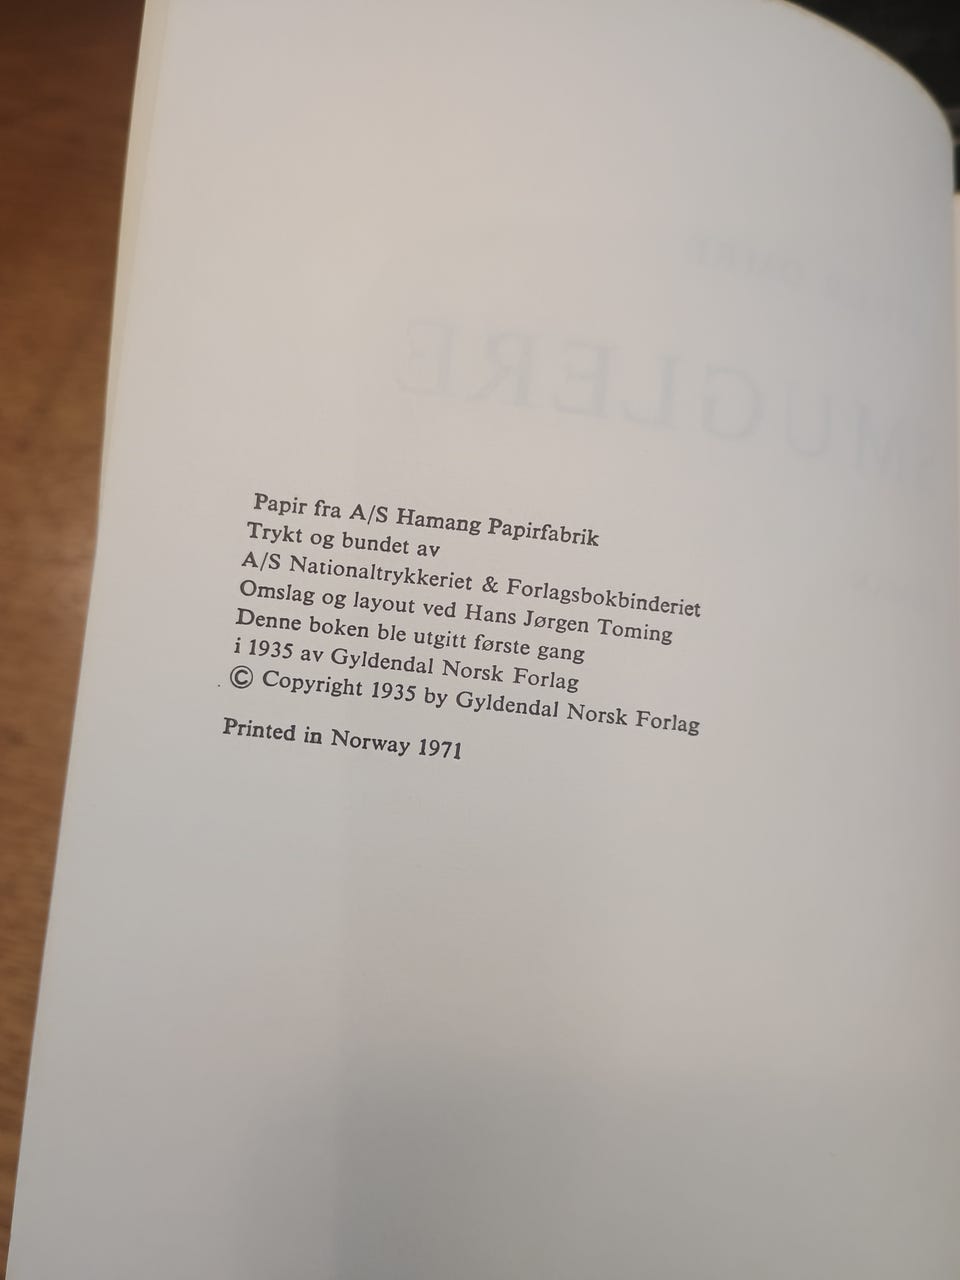 Papir fra A/S Hamang Papirfabrik
Trykt og bundet av
A/S Nationaltrykkeriet & Forlagsbokbinderiet
Omslag og layout ved Hans Jørgen Toming
Denne boken ble utgitt første gang
i 1935 av Gyldendal Norsk Forlag
© Copyright 1935 by Gyldendal Norsk Forlag
Printed in Norway 1971
SMUGLERE